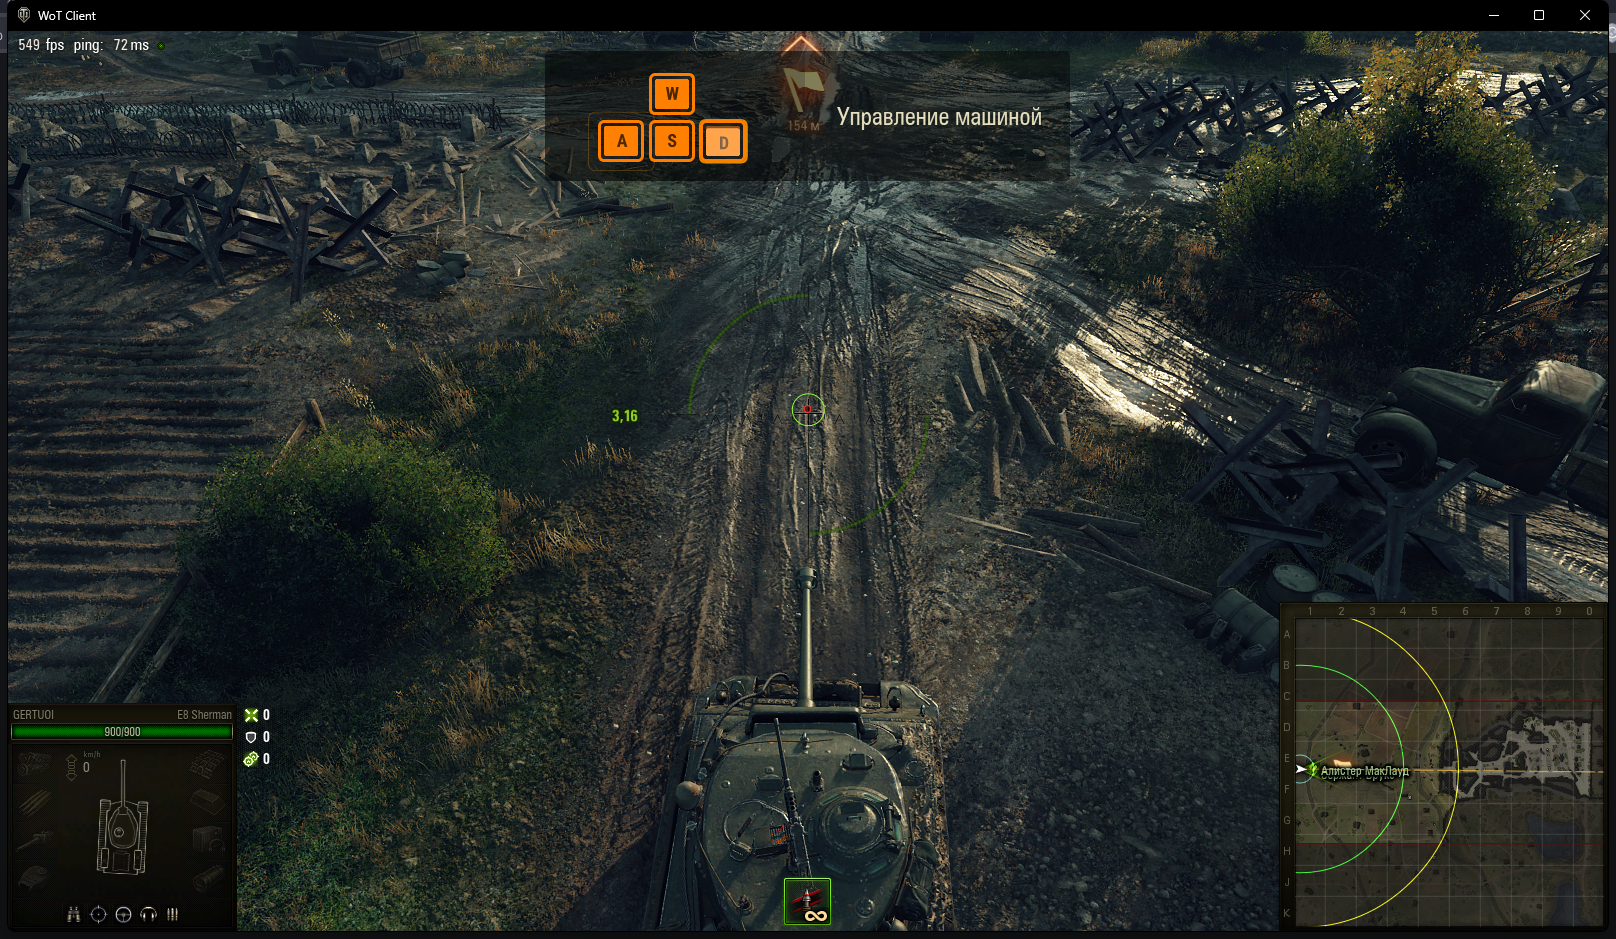 WoT Client
549 fps ping: 72 ms
W
A S D
154 м
Управление машиной
3,16
GERTUOI E8 Sherman
900/900
km/h
0
0
0
0
1 2 3 4 5 6 7 8 9 0
A
B
C
D
E
F
G
H
J
K
Алистер МакЛауд